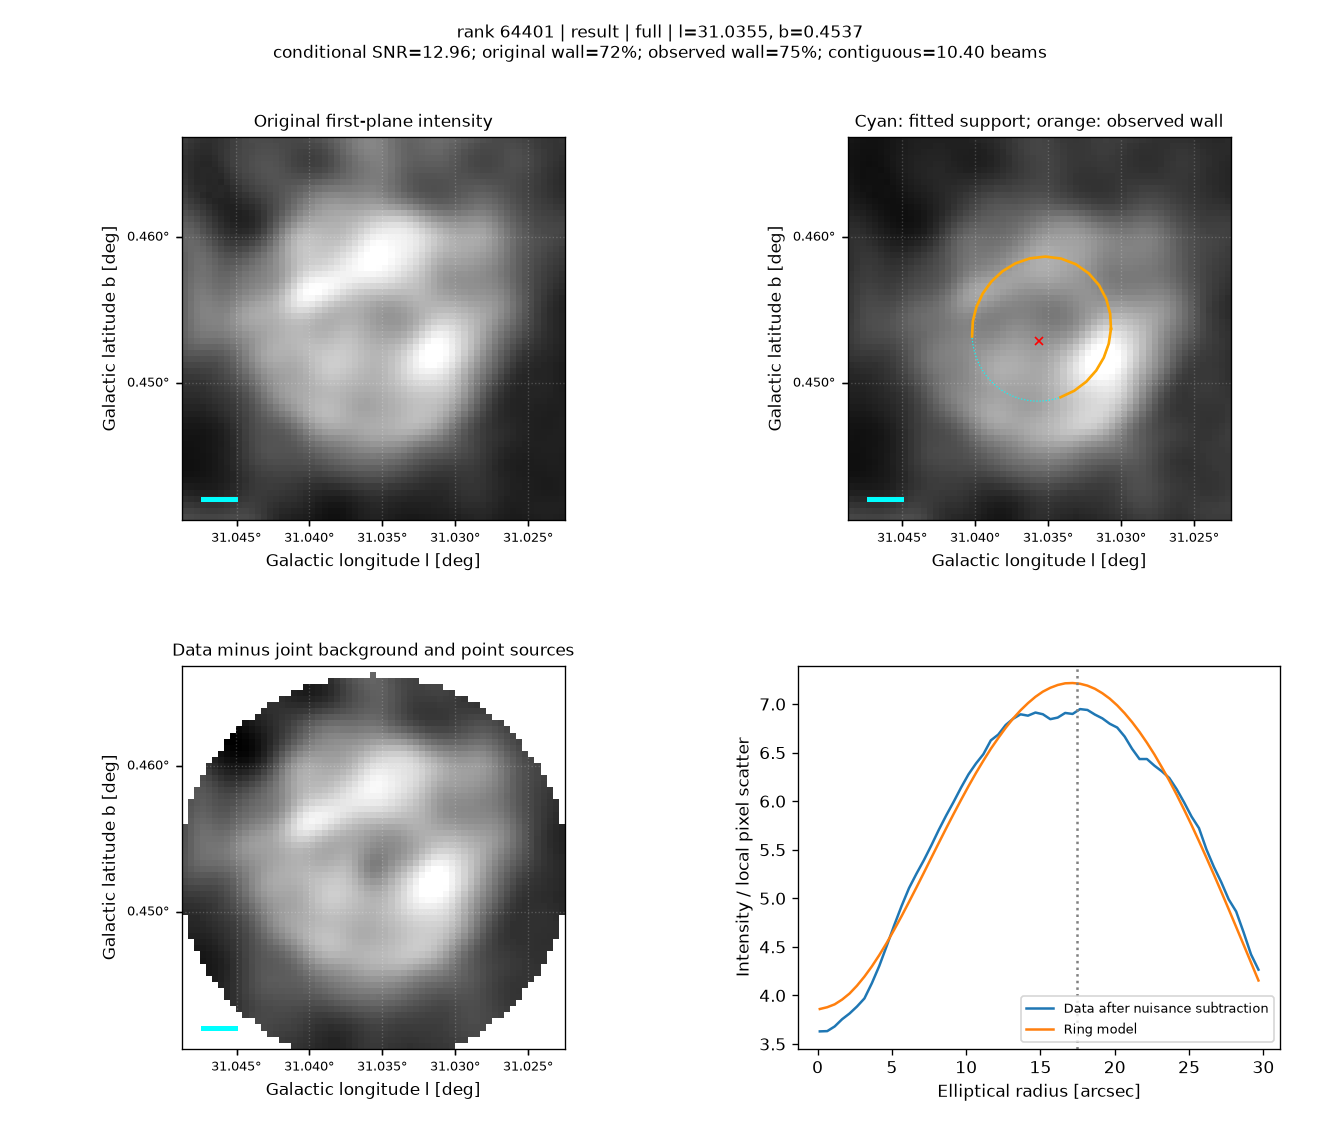 rank 64401 | result | full | l=31.0355, b=0.4537
conditional SNR=12.96; original wall=72%; observed wall=75%; contiguous=10.40 beams
Original first-plane intensity
Galactic latitude b [deg]
0.460°
0.450°
31.045° 31.040° 31.035° 31.030° 31.025°
Galactic longitude l [deg]
Cyan: fitted support; orange: observed wall
Galactic latitude b [deg]
0.460°
0.450°
31.045° 31.040° 31.035° 31.030° 31.025°
Galactic longitude l [deg]
Data minus joint background and point sources
Galactic latitude b [deg]
0.460°
0.450°
31.045° 31.040° 31.035° 31.030° 31.025°
Galactic longitude l [deg]
Intensity / local pixel scatter
7.0
6.5
6.0
5.5
5.0
4.5
4.0
3.5
Data after nuisance subtraction
Ring model
0 5 10 15 20 25 30
Elliptical radius [arcsec]